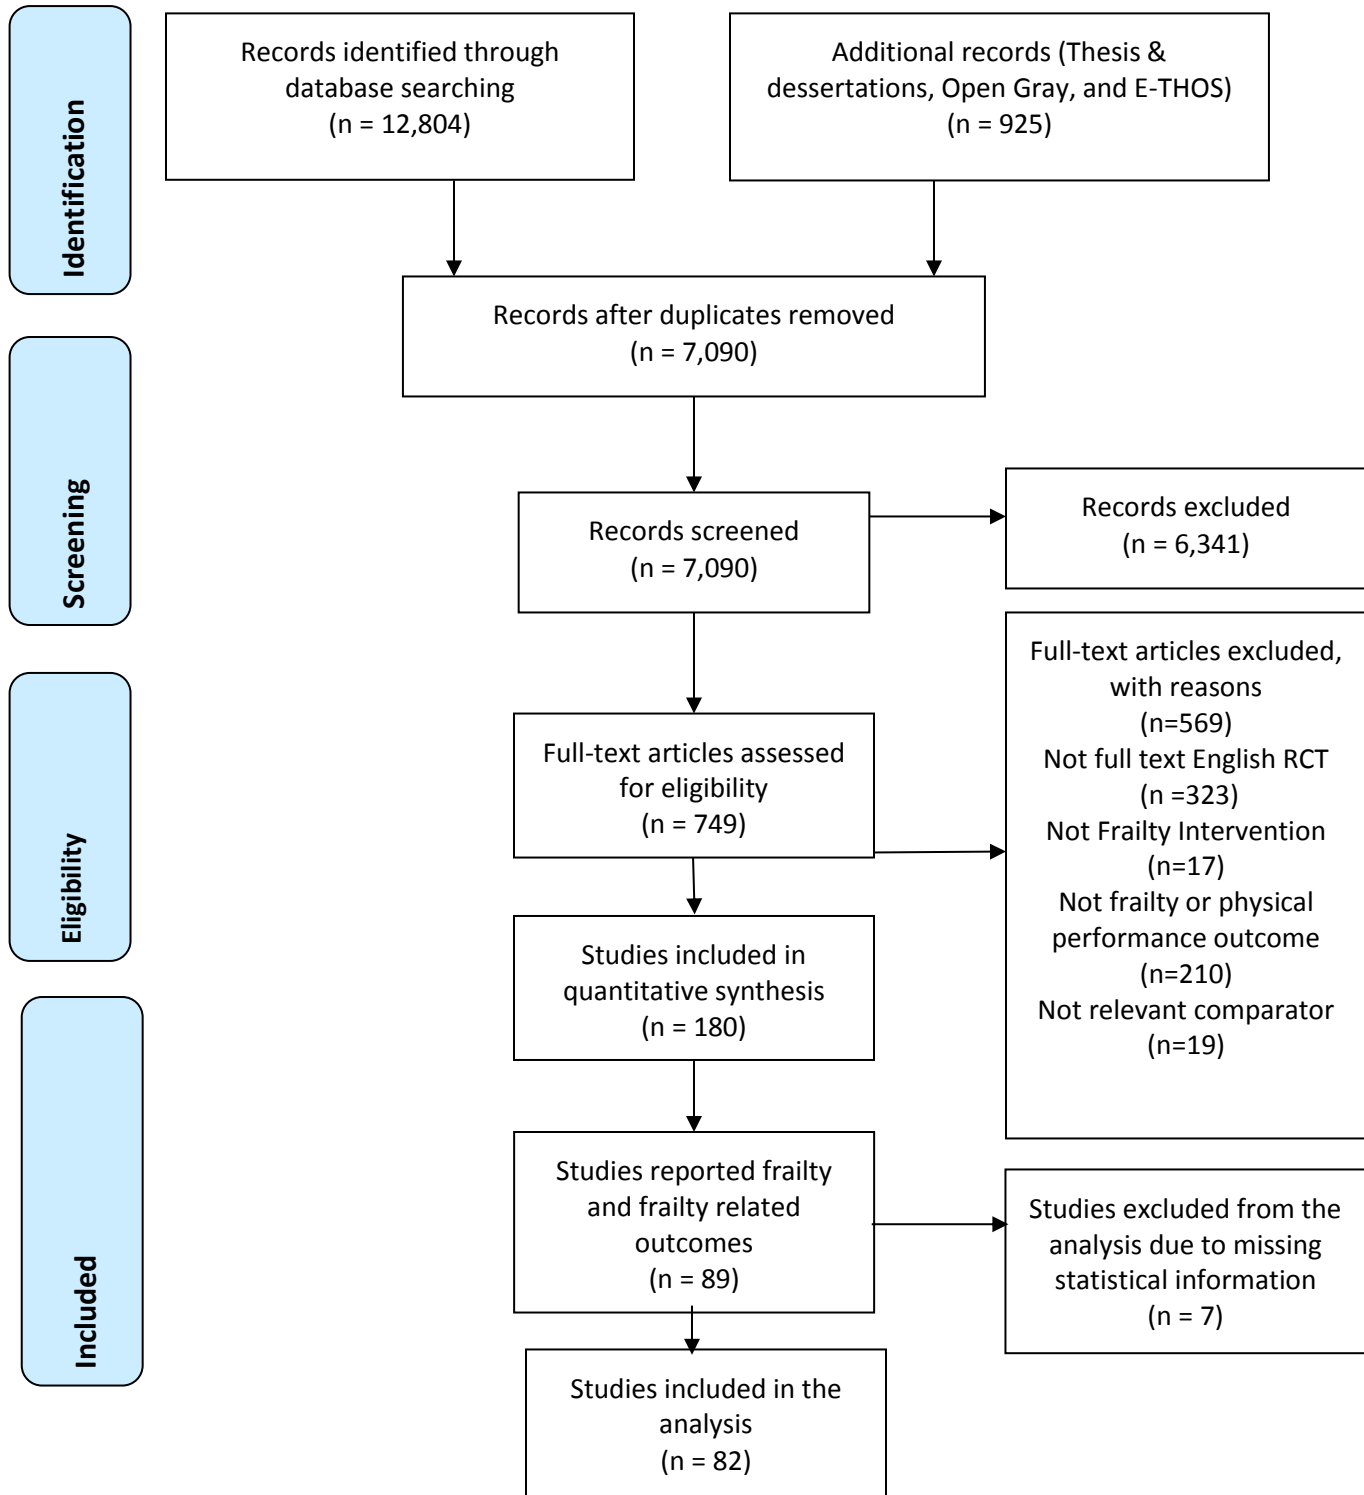 Identification
Records identified through
database searching
(n = 12,804)
Additional records (Thesis &
dessertations, Open Gray, and E-THOS)
(n = 925)
Records after duplicates removed
(n = 7,090)
Screening
Records screened
(n = 7,090)
Records excluded
(n = 6,341)
Eligibility
Full-text articles assessed
for eligibility
(n = 749)
Full-text articles excluded,
with reasons
(n=569)
Not full text English RCT
(n =323)
Not Frailty Intervention
(n=17)
Not frailty or physical
performance outcome
(n=210)
Not relevant comparator
(n=19)
Studies included in
quantitative synthesis
(n = 180)
Included
Studies reported frailty
and frailty related
outcomes
(n = 89)
Studies excluded from the
analysis due to missing
statistical information
(n = 7)
Studies included in the
analysis
(n = 82)